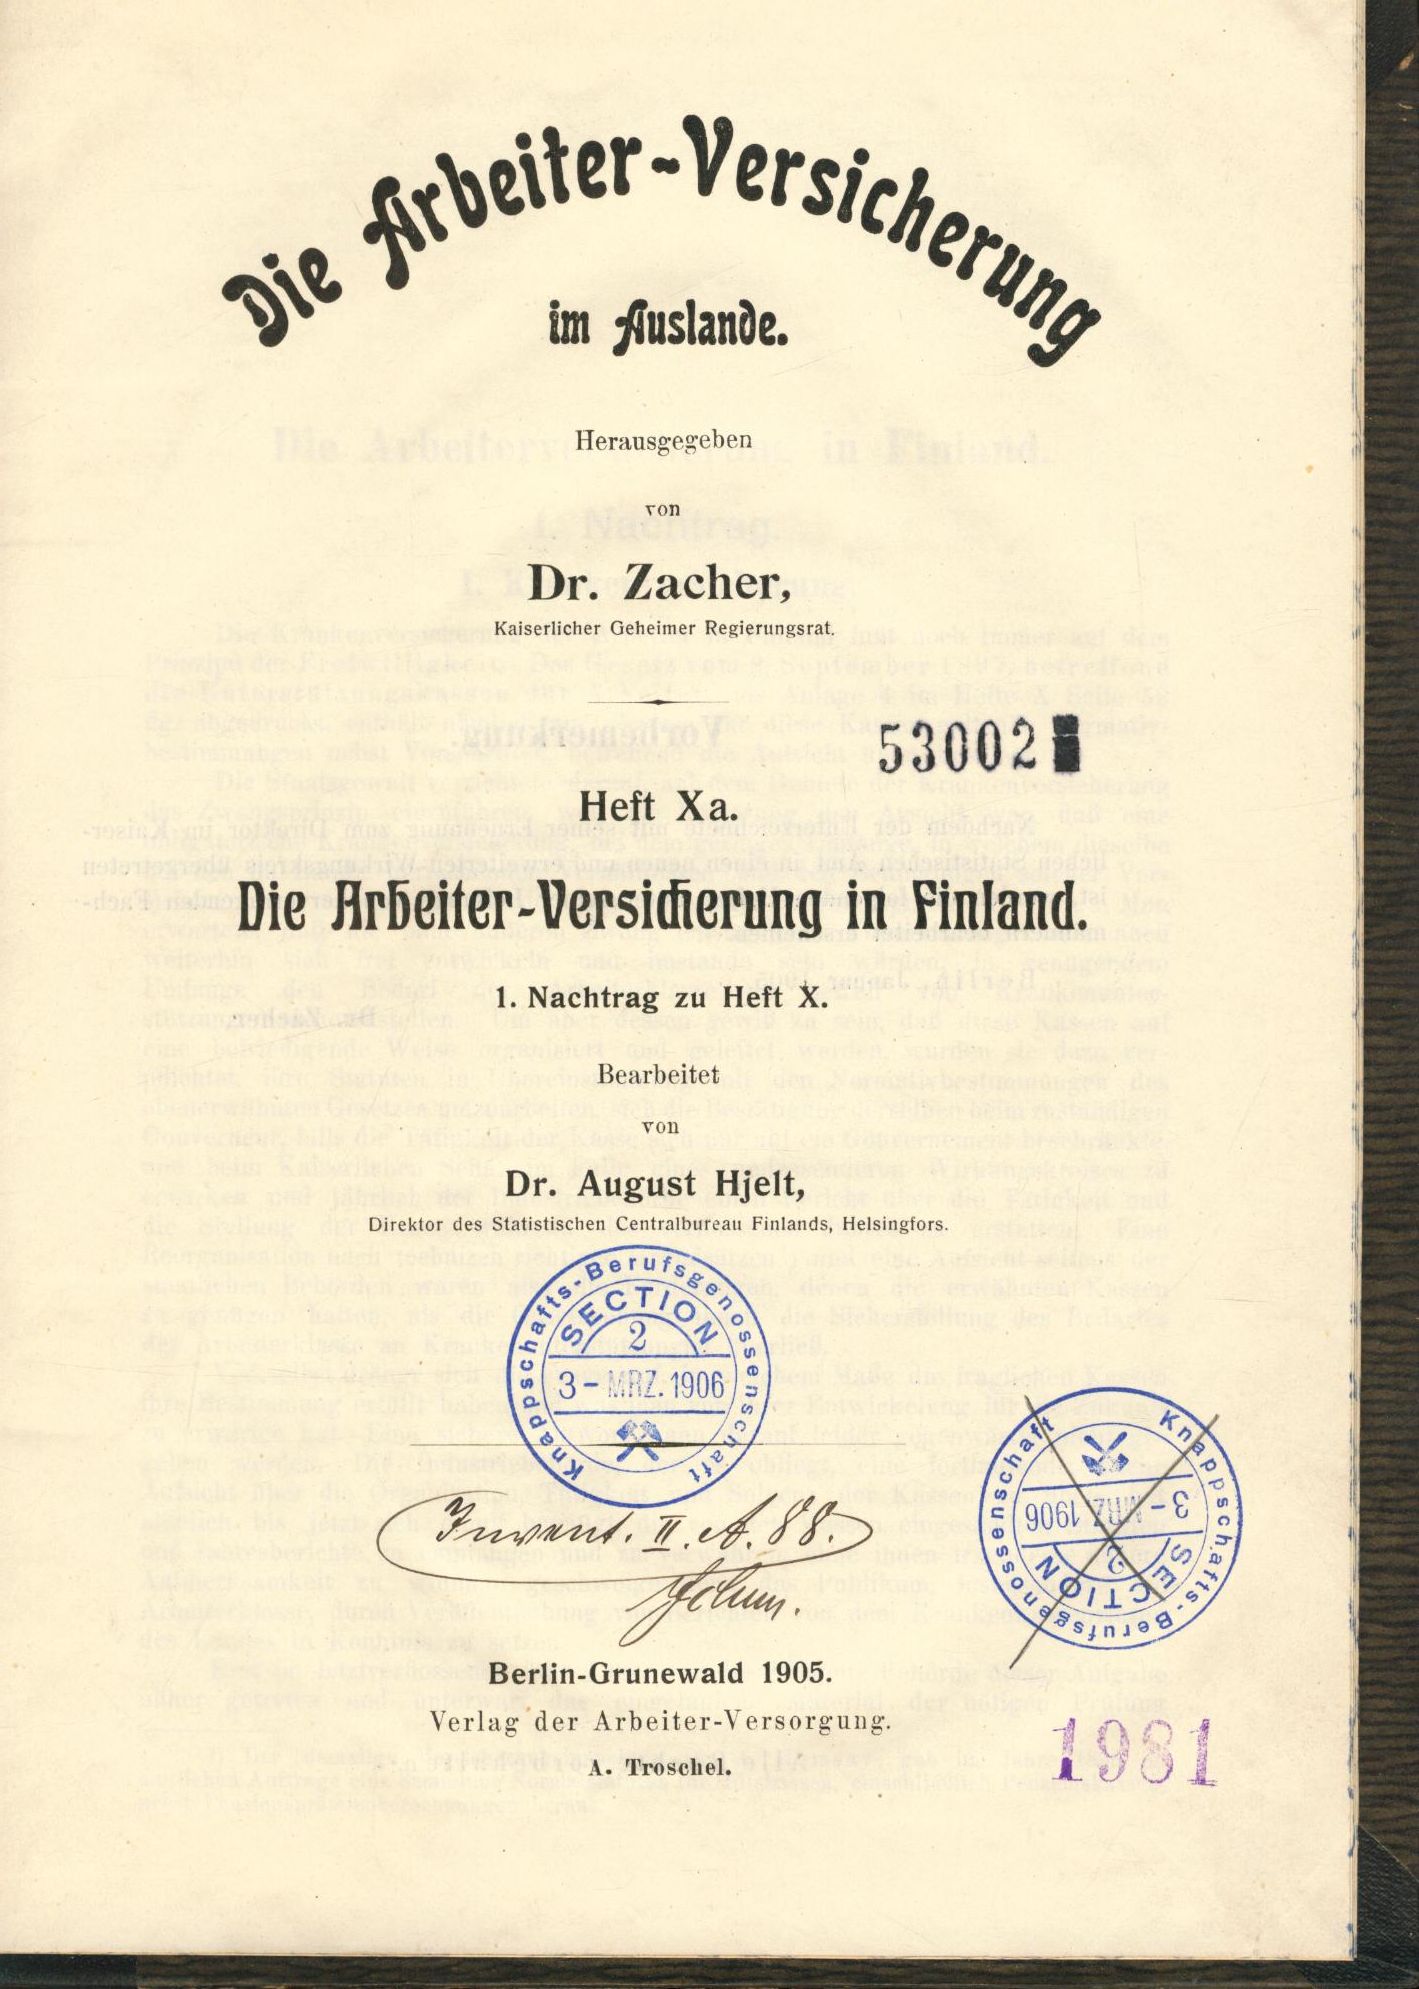 Die Arbeiter-Versicherung
im Auslande.
Herausgegeben
von
Dr. Zacher,
Kaiserlicher Geheimer Regierungsrat.
53002
Heft Xa.
Die Arbeiter-Versicherung in Finland.
1. Nachtrag zu Heft X.
Bearbeitet
von
Dr. August Hjelt,
Direktor des Statistischen Centralbureau Finlands, Helsingfors.
Knappschafts-Berufsgenossenschaft
SECTION
2
3 - MRZ. 1906
Knappschafts-Berufsgenossenschaft
SECTION
2
3 - MRZ 1906
Invent. II. A. 88.
Berlin-Grunewald 1905.
Verlag der Arbeiter-Versorgung.
A. Troschel.
1981